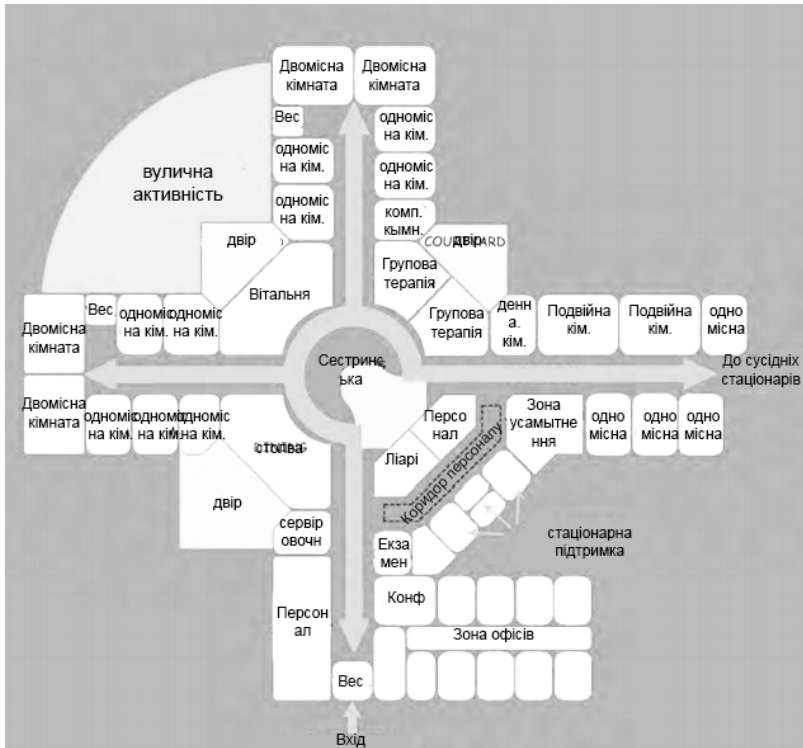 Двомісна
кімната
Двомісна
кімната
Вес
одноміс
на кім.
одноміс
на кім.
вулична
активність
одноміс
на кім.
одноміс
на кім.
комп.
кымн.
двір
COURTYARD
двір
Вітальня
Групова
терапія
Групова
терапія
Двомісна
кімната
Вес.
одноміс
на кім.
одноміс
на кім.
денн
а.
кім.
Подвійна
кім.
Подвійна
кім.
одно
місна
Сестринс
ька
До сусідніх
стаціонарів
Двомісна
кімната
одноміс
на кім.
одноміс
на кім.
одноміс
на кім.
DINING
столва
двір
Персо
нал
Ліарі
Коридор персоналу
Зона
усамытне
ння
одно
місна
одно
місна
одно
місна
сервір
овочн
Екза
мен
стаціонарна
підтримка
Персон
ал
Конф
Зона офісів
Вес
Вхід